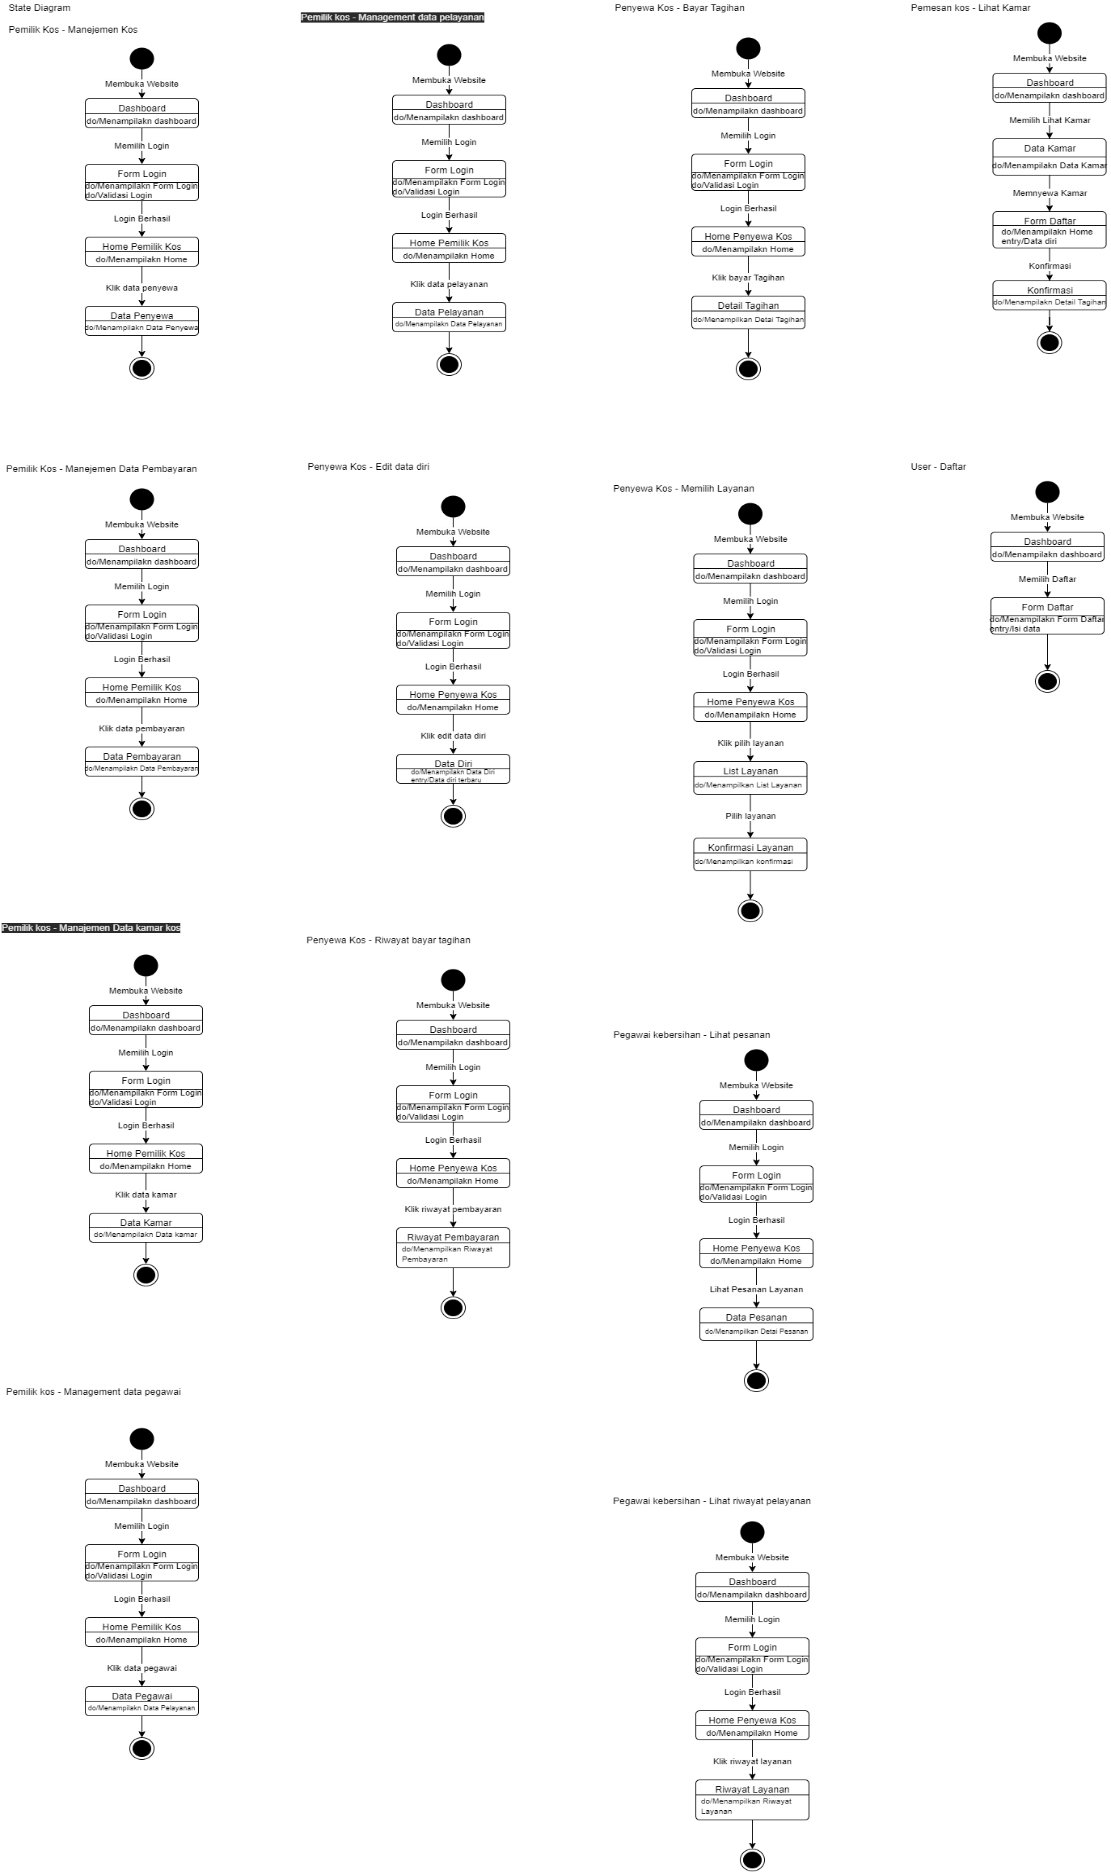 State Diagram
Pemilik Kos - Manejemen Kos
Membuka Website
Dashboard
do/Menampilakn dashboard
Memilih Login
Form Login
do/Menampilakn Form Login
do/Validasi Login
Login Berhasil
Home Pemilik Kos
do/Menampilakn Home
Klik data penyewa
Data Penyewa
do/Menampilakn Data Penyewa
Pemilik kos - Management data pelayanan
Membuka Website
Dashboard
do/Menampilakn dashboard
Memilih Login
Form Login
do/Menampilakn Form Login
do/Validasi Login
Login Berhasil
Home Pemilik Kos
do/Menampilakn Home
Klik data pelayanan
Data Pelayanan
do/Menampilakn Data Pelayanan
Penyewa Kos - Bayar Tagihan
Membuka Website
Dashboard
do/Menampilakn dashboard
Memilih Login
Form Login
do/Menampilakn Form Login
do/Validasi Login
Login Berhasil
Home Penyewa Kos
do/Menampilakn Home
Klik bayar Tagihan
Detail Tagihan
do/Menampilkan Detai Tagihan
Pemesan kos - Lihat Kamar
Membuka Website
Dashboard
do/Menampilakn dashboard
Memilih Lihat Kamar
Data Kamar
do/Menampilakn Data Kamar
Memnyewa Kamar
Form Daftar
do/Menampilakn Home
entry/Data diri
Konfirmasi
Konfirmasi
do/Menampilakn Detail Tagihan
Pemilik Kos - Manejemen Data Pembayaran
Membuka Website
Dashboard
do/Menampilakn dashboard
Memilih Login
Form Login
do/Menampilakn Form Login
do/Validasi Login
Login Berhasil
Home Pemilik Kos
do/Menampilakn Home
Klik data pembayaran
Data Pembayaran
do/Menampilakn Data Pembayaran
Penyewa Kos - Edit data diri
Membuka Website
Dashboard
do/Menampilakn dashboard
Memilih Login
Form Login
do/Menampilakn Form Login
do/Validasi Login
Login Berhasil
Home Penyewa Kos
do/Menampilakn Home
Klik edit data diri
Data Diri
do/Menampilakn Data Diri
entry/Data diri terbaru
Penyewa Kos - Memilih Layanan
Membuka Website
Dashboard
do/Menampilakn dashboard
Memilih Login
Form Login
do/Menampilakn Form Login
do/Validasi Login
Login Berhasil
Home Penyewa Kos
do/Menampilakn Home
Klik pilih layanan
List Layanan
do/Menampilkan List Layanan
Pilih layanan
Konfirmasi Layanan
do/Menampilkan konfirmasi
User - Daftar
Membuka Website
Dashboard
do/Menampilakn dashboard
Memilih Daftar
Form Daftar
do/Menampilakn Form Daftar
entry/Isi data
Pemilik kos - Manajemen Data kamar kos
Membuka Website
Dashboard
do/Menampilakn dashboard
Memilih Login
Form Login
do/Menampilakn Form Login
do/Validasi Login
Login Berhasil
Home Pemilik Kos
do/Menampilakn Home
Klik data kamar
Data Kamar
do/Menampilakn Data kamar
Penyewa Kos - Riwayat bayar tagihan
Membuka Website
Dashboard
do/Menampilakn dashboard
Memilih Login
Form Login
do/Menampilakn Form Login
do/Validasi Login
Login Berhasil
Home Penyewa Kos
do/Menampilakn Home
Klik riwayat pembayaran
Riwayat Pembayaran
do/Menampilkan Riwayat
Pembayaran
Pegawai kebersihan - Lihat pesanan
Membuka Website
Dashboard
do/Menampilakn dashboard
Memilih Login
Form Login
do/Menampilakn Form Login
do/Validasi Login
Login Berhasil
Home Penyewa Kos
do/Menampilakn Home
Lihat Pesanan Layanan
Data Pesanan
do/Menampilkan Detai Pesanan
Pemilik kos - Management data pegawai
Membuka Website
Dashboard
do/Menampilakn dashboard
Memilih Login
Form Login
do/Menampilakn Form Login
do/Validasi Login
Login Berhasil
Home Pemilik Kos
do/Menampilakn Home
Klik data pegawai
Data Pegawai
do/Menampilakn Data Pelayanan
Pegawai kebersihan - Lihat riwayat pelayanan
Membuka Website
Dashboard
do/Menampilakn dashboard
Memilih Login
Form Login
do/Menampilakn Form Login
do/Validasi Login
Login Berhasil
Home Penyewa Kos
do/Menampilakn Home
Klik riwayat layanan
Riwayat Layanan
do/Menampilkan Riwayat
Layanan